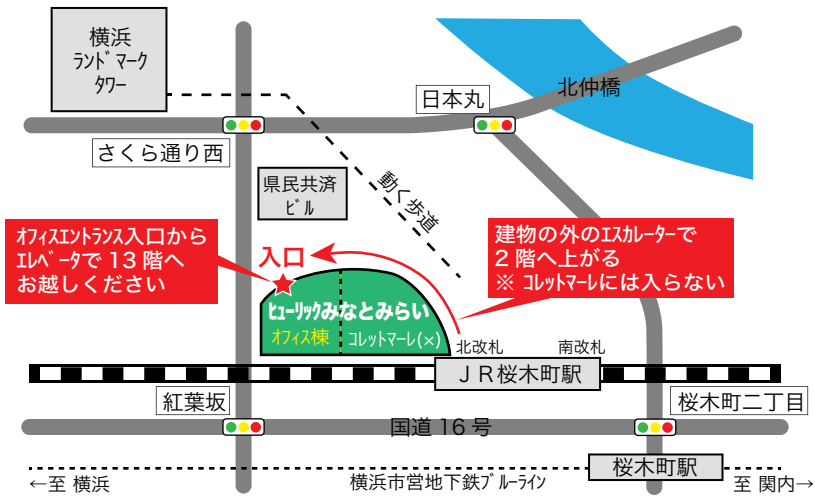 横浜
ランドマーク
タワー
日本丸
北仲橋
さくら通り西
県民共済
ビル
動く歩道
オフィスエントランス入口から
エレベータで 13 階へ
お越しください
入口
建物の外のエスカレーターで
2 階へ上がる
※ コレットマーレには入らない
ヒューリックみなとみらい
オフィス棟
コレットマーレ(×)
北改札
南改札
JR桜木町駅
紅葉坂
桜木町二丁目
国道 16 号
桜木町駅
←至 横浜
横浜市営地下鉄ブルーライン
至 関内→